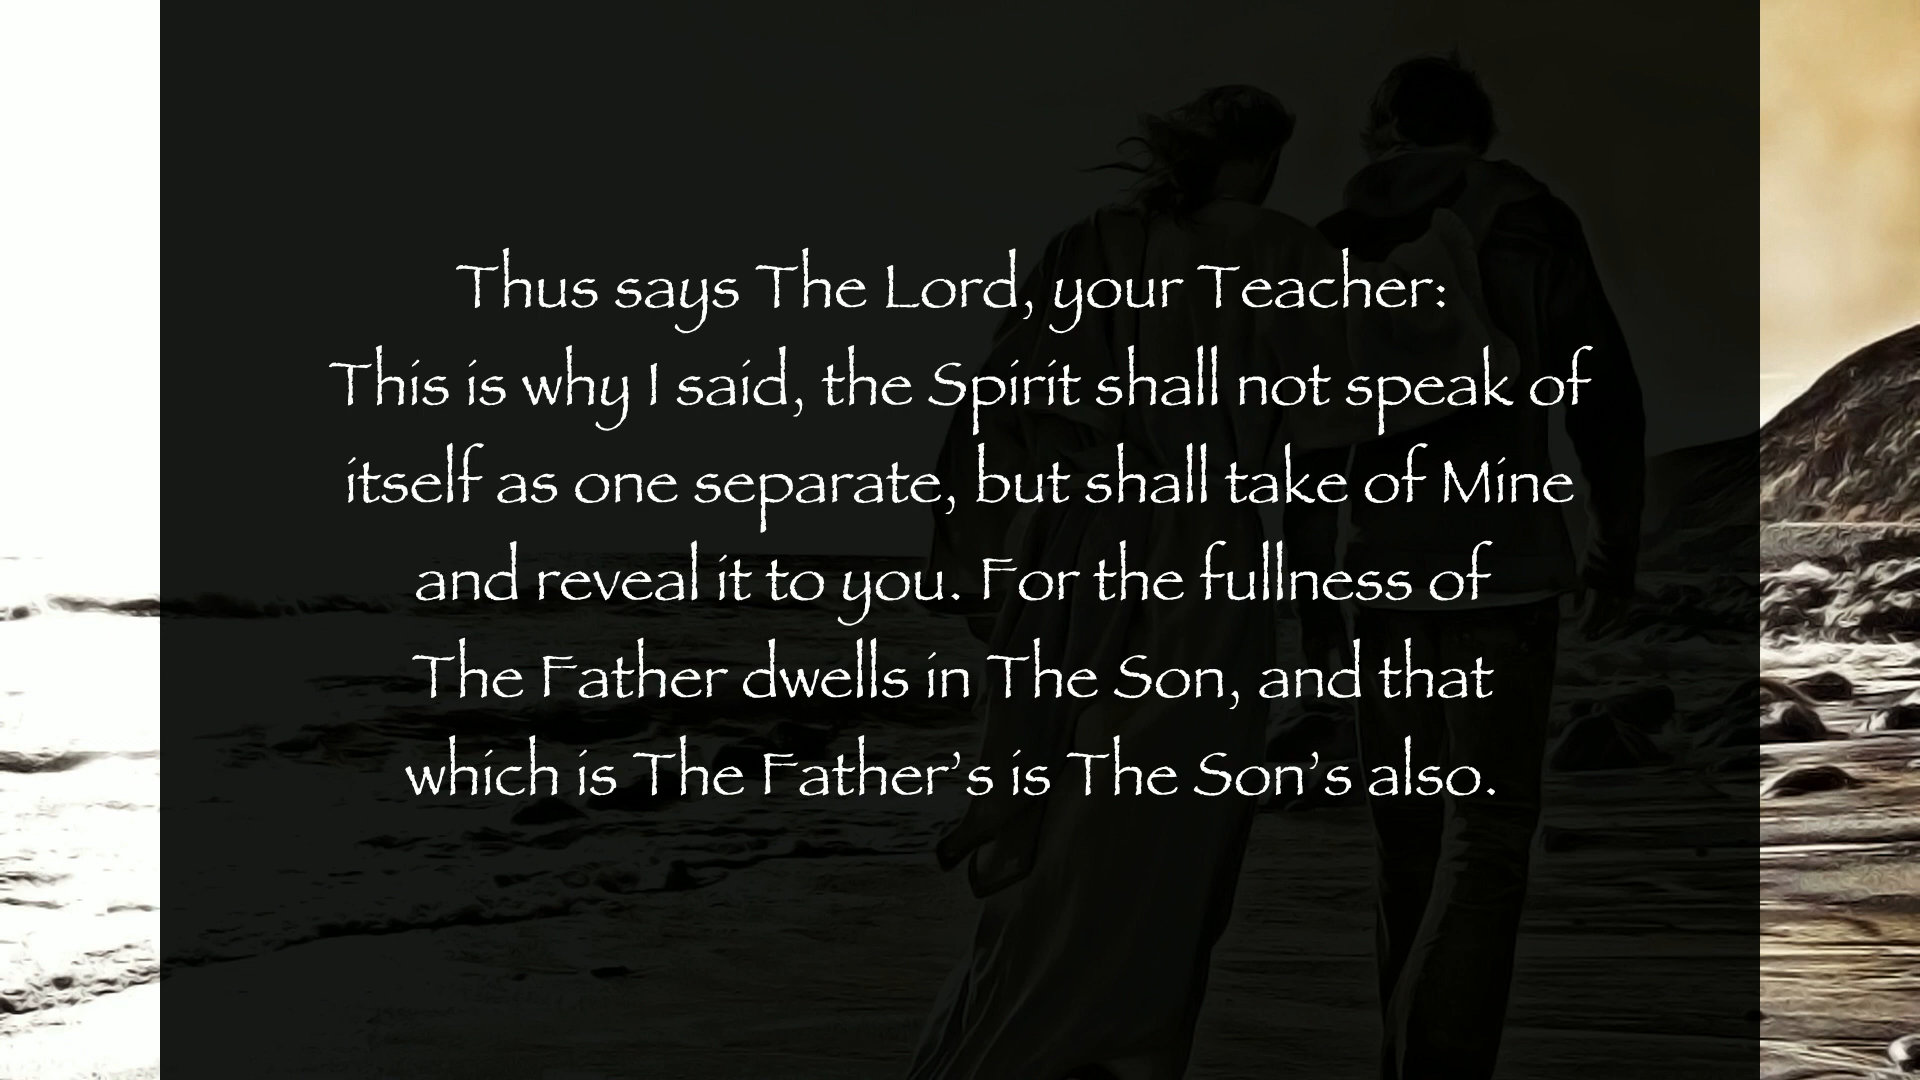 Thus says The Lord, your Teacher:
This is why I said, the Spirit shall not speak of
itself as one separate, but shall take of Mine
and reveal it to you. For the fullness of
The Father dwells in The Son, and that
which is The Father’s is The Son’s also.